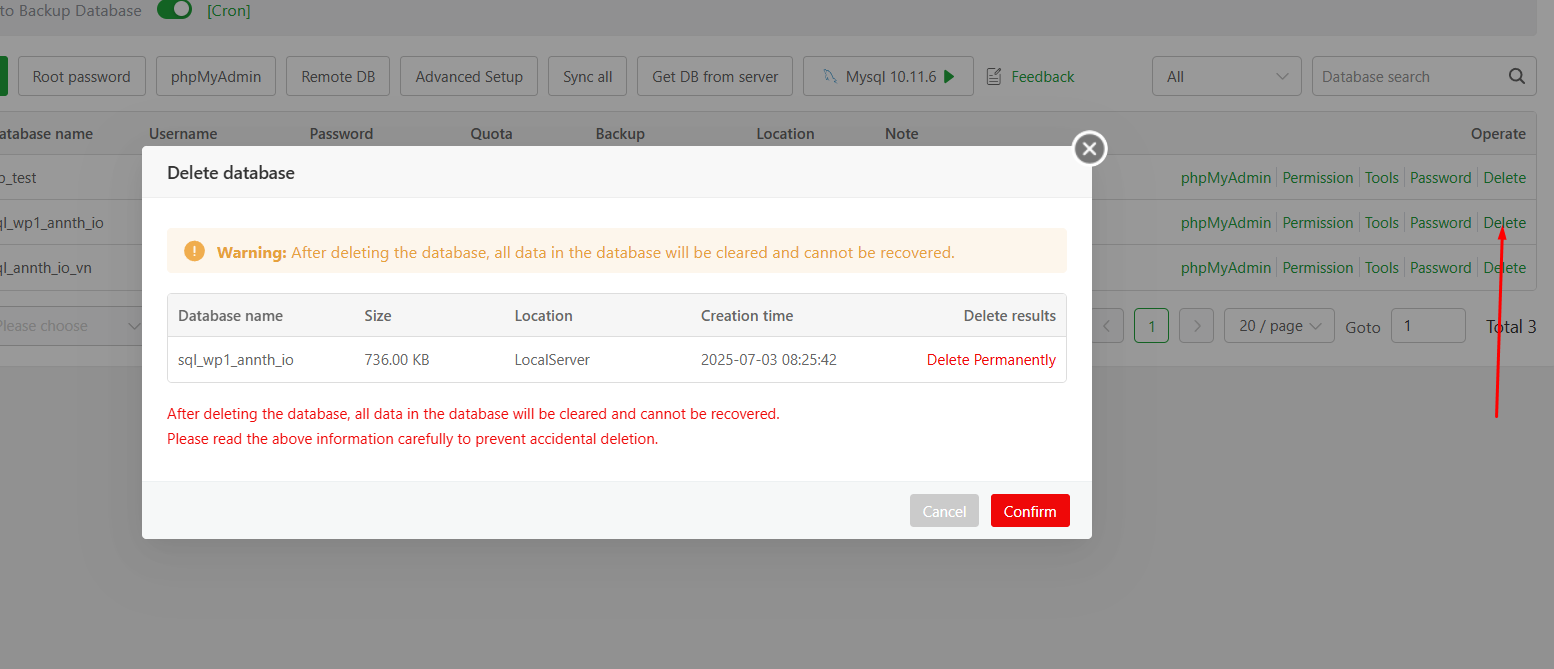 to Backup Database [Cron]
Root password phpMyAdmin Remote DB Advanced Setup Sync all Get DB from server Mysql 10.11.6 Feedback All Database search
atabase name Username Password Quota Backup Location Note Operate
Delete database
_test phpMyAdmin Permission Tools Password Delete
ql_wp1_annth_io phpMyAdmin Permission Tools Password Delete
Warning: After deleting the database, all data in the database will be cleared and cannot be recovered.
ql_annth_io_vn phpMyAdmin Permission Tools Password Delete
Database name Size Location Creation time Delete results
Please choose 1 20 / page Goto 1 Total 3
sql_wp1_annth_io 736.00 KB LocalServer 2025-07-03 08:25:42 Delete Permanently
After deleting the database, all data in the database will be cleared and cannot be recovered.
Please read the above information carefully to prevent accidental deletion.
Cancel Confirm